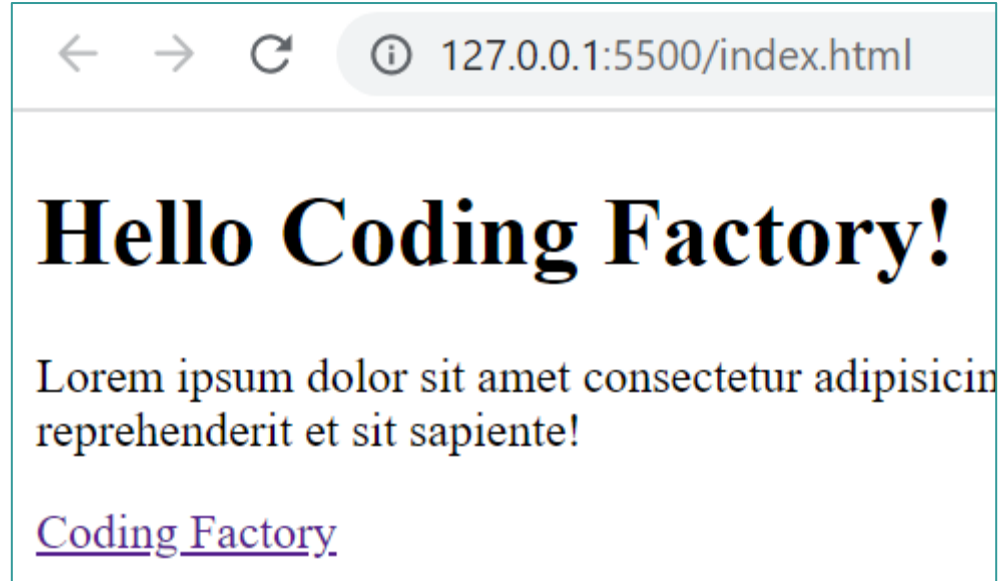 127.0.0.1:5500/index.html
Hello Coding Factory!
Lorem ipsum dolor sit amet consectetur adipisicin
reprehenderit et sit sapiente!
Coding Factory